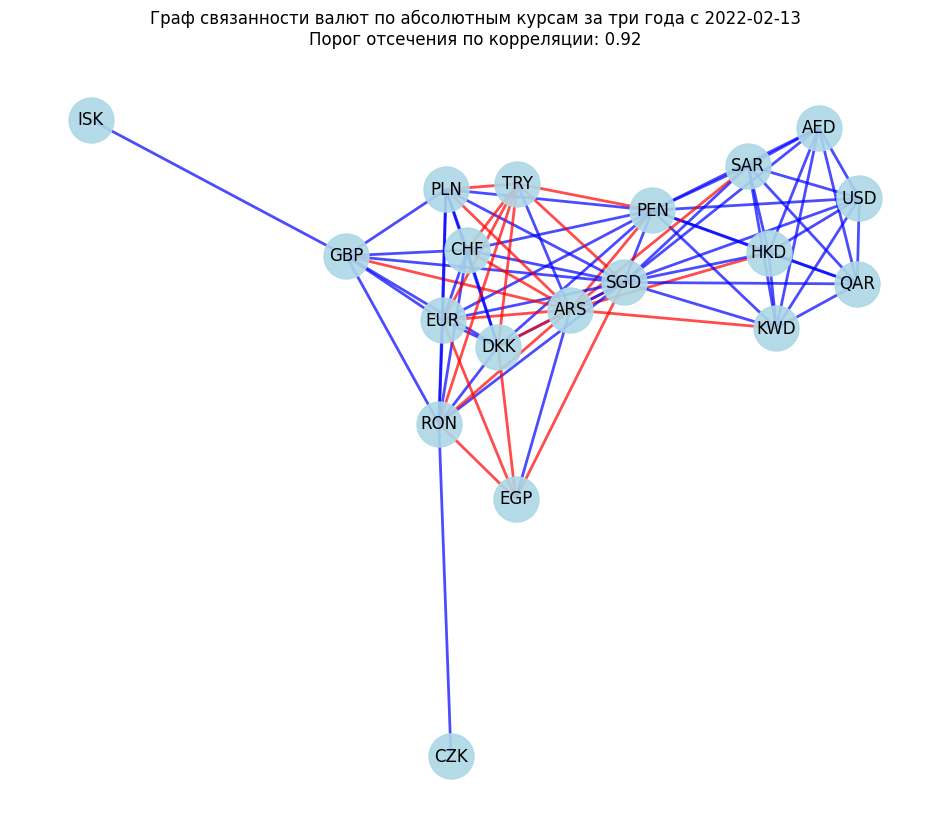 Граф связанности валют по абсолютным курсам за три года с 2022-02-13
Порог отсечения по корреляции: 0.92
ISK
AED
SAR
PLN
TRY
USD
PEN
CHF
GBP
HKD
SGD
QAR
ARS
EUR
KWD
DKK
RON
EGP
CZK